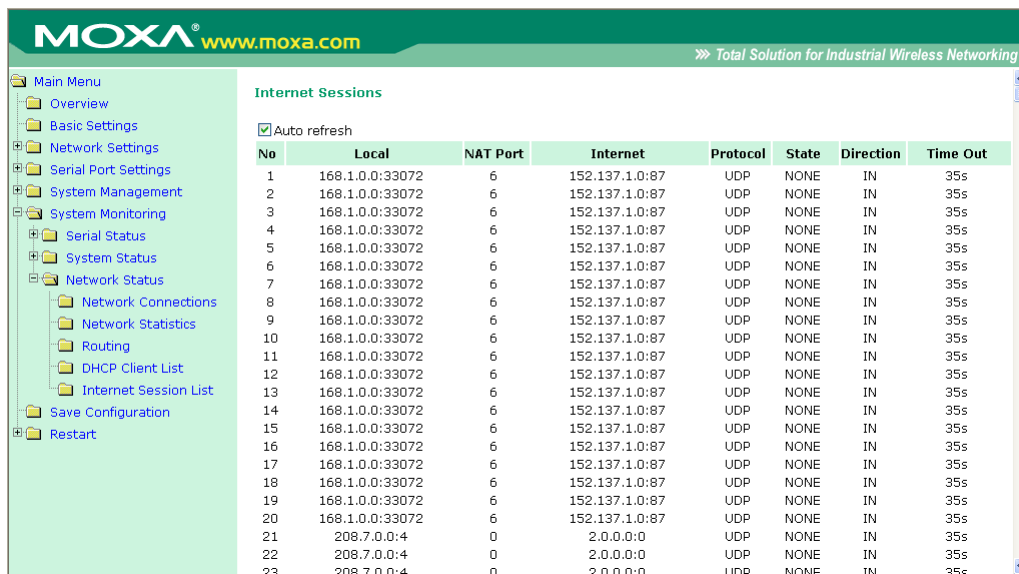 MOXA® www.moxa.com
Total Solution for Industrial Wireless Networking
Main Menu
Overview
Basic Settings
Network Settings
Serial Port Settings
System Management
System Monitoring
Serial Status
System Status
Network Status
Network Connections
Network Statistics
Routing
DHCP Client List
Internet Session List
Save Configuration
Restart
Internet Sessions
Auto refresh
No Local NAT Port Internet Protocol State Direction Time Out
1 168.1.0.0:33072 6 152.137.1.0:87 UDP NONE IN 35s
2 168.1.0.0:33072 6 152.137.1.0:87 UDP NONE IN 35s
3 168.1.0.0:33072 6 152.137.1.0:87 UDP NONE IN 35s
4 168.1.0.0:33072 6 152.137.1.0:87 UDP NONE IN 35s
5 168.1.0.0:33072 6 152.137.1.0:87 UDP NONE IN 35s
6 168.1.0.0:33072 6 152.137.1.0:87 UDP NONE IN 35s
7 168.1.0.0:33072 6 152.137.1.0:87 UDP NONE IN 35s
8 168.1.0.0:33072 6 152.137.1.0:87 UDP NONE IN 35s
9 168.1.0.0:33072 6 152.137.1.0:87 UDP NONE IN 35s
10 168.1.0.0:33072 6 152.137.1.0:87 UDP NONE IN 35s
11 168.1.0.0:33072 6 152.137.1.0:87 UDP NONE IN 35s
12 168.1.0.0:33072 6 152.137.1.0:87 UDP NONE IN 35s
13 168.1.0.0:33072 6 152.137.1.0:87 UDP NONE IN 35s
14 168.1.0.0:33072 6 152.137.1.0:87 UDP NONE IN 35s
15 168.1.0.0:33072 6 152.137.1.0:87 UDP NONE IN 35s
16 168.1.0.0:33072 6 152.137.1.0:87 UDP NONE IN 35s
17 168.1.0.0:33072 6 152.137.1.0:87 UDP NONE IN 35s
18 168.1.0.0:33072 6 152.137.1.0:87 UDP NONE IN 35s
19 168.1.0.0:33072 6 152.137.1.0:87 UDP NONE IN 35s
20 168.1.0.0:33072 6 152.137.1.0:87 UDP NONE IN 35s
21 208.7.0.0:4 0 2.0.0.0:0 UDP NONE IN 35s
22 208.7.0.0:4 0 2.0.0.0:0 UDP NONE IN 35s
23 208.7.0.0:4 0 2.0.0.0:0 UDP NONE IN 35s